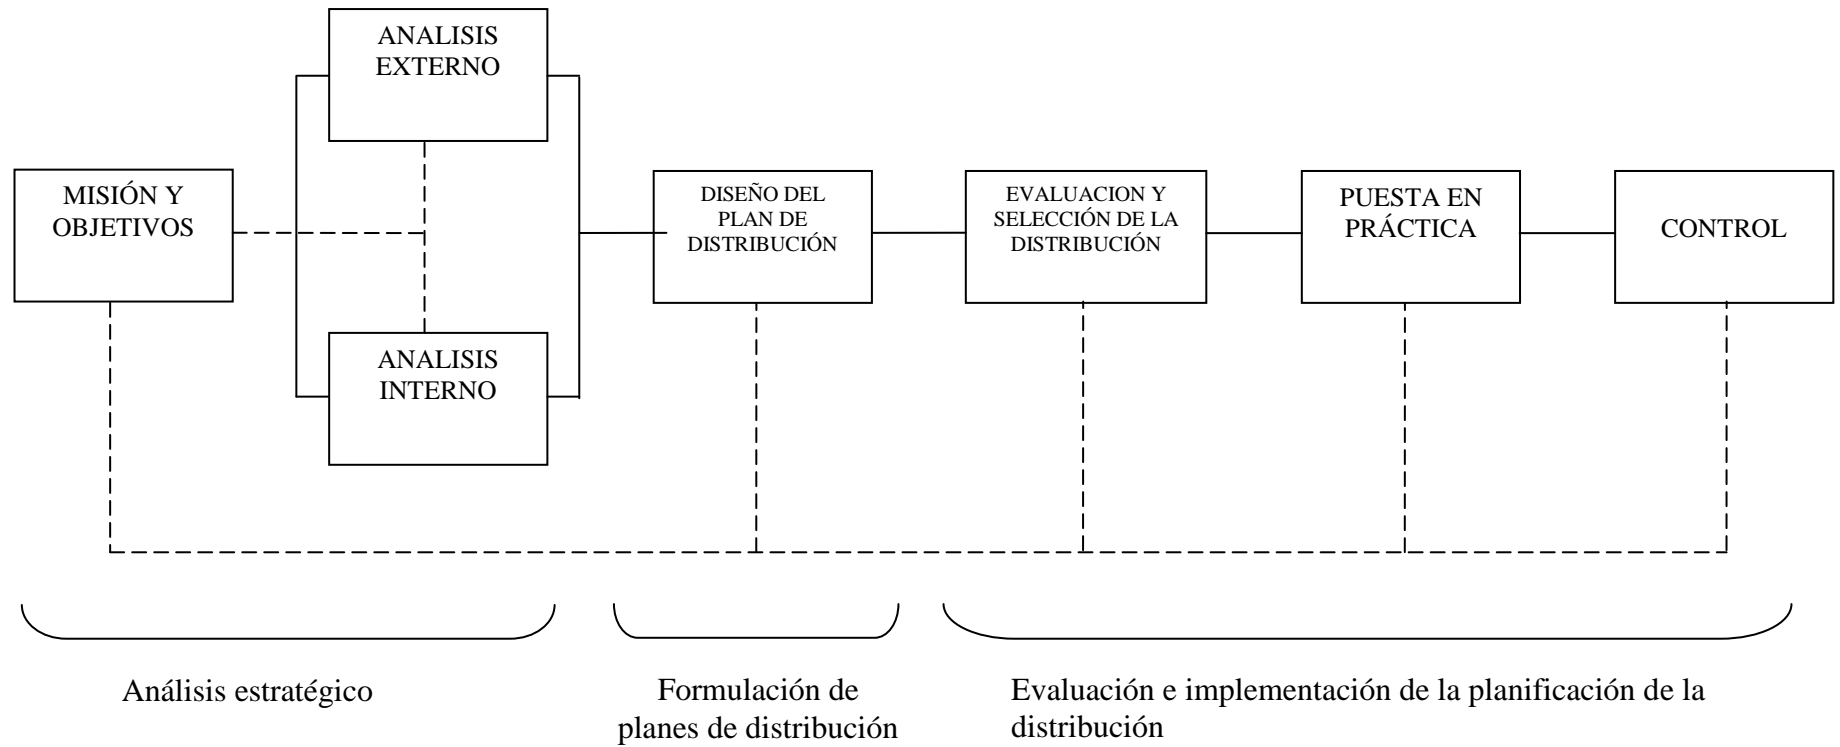 ANALISIS
EXTERNO
MISIÓN Y
OBJETIVOS
ANALISIS
INTERNO
DISEÑO DEL
PLAN DE
DISTRIBUCIÓN
EVALUACION Y
SELECCIÓN DE LA
DISTRIBUCIÓN
PUESTA EN
PRÁCTICA
CONTROL
Análisis estratégico
Formulación de
planes de distribución
Evaluación e implementación de la planificación de la
distribución